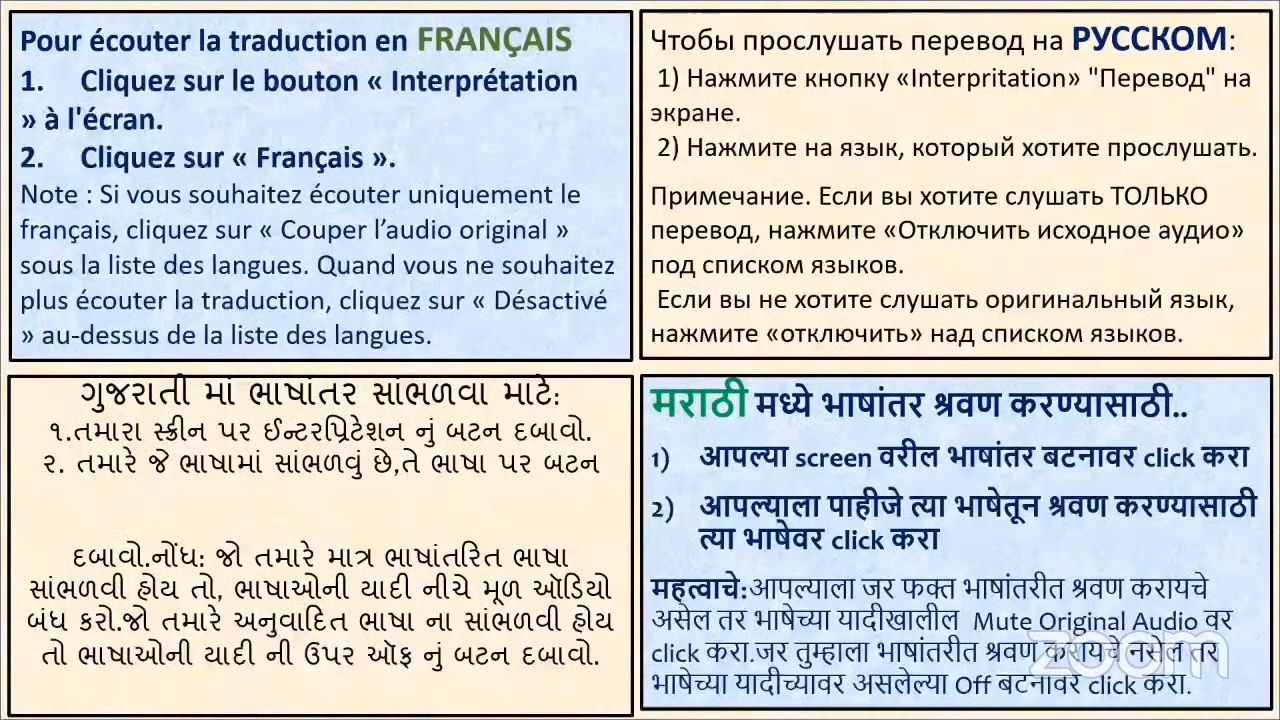 Pour écouter la traduction en FRANÇAIS
1. Cliquez sur le bouton « Interprétation
» à l'écran.
2. Cliquez sur « Français ».
Note : Si vous souhaitez écouter uniquement le
français, cliquez sur « Couper l’audio original »
sous la liste des langues. Quand vous ne souhaitez
plus écouter la traduction, cliquez sur « Désactivé
» au-dessus de la liste des langues.
Чтобы прослушать перевод на РУССКОМ:
1) Нажмите кнопку «Interpritation» "Перевод" на
экране.
2) Нажмите на язык, который хотите прослушать.
Примечание. Если вы хотите слушать ТОЛЬКО
перевод, нажмите «Отключить исходное аудио»
под списком языков.
Если вы не хотите слушать оригинальный язык,
нажмите «отключить» над списком языков.
ગુજરાતી માં ભાષાંતર સાંભળવા માટે:
૧.તમારા સ્ક્રીન પર ઈન્ટરપ્રિટેશન નું બટન દબાવો.
૨. તમારે જે ભાષામાં સાંભળવું છે,તે ભાષા પર બટન
દબાવો.નોંધ: જો તમારે માત્ર ભાષાંતરિત ભાષા
સાંભળવી હોય તો, ભાષાઓની યાદી નીચે મૂળ ઑડિયો
બંધ કરો.જો તમારે અનુવાદિત ભાષા ના સાંભળવી હોય
તો ભાષાઓની યાદી ની ઉપર ઑફ નું બટન દબાવો.
मराठी मध्ये भाषांतर श्रवण करण्यासाठी..
1) आपल्या screen वरील भाषांतर बटनावर click करा
2) आपल्याला पाहीजे त्या भाषेतून श्रवण करण्यासाठी
त्या भाषेवर click करा
महत्वाचे:आपल्याला जर फक्त भाषांतरीत श्रवण करायचे
असेल तर भाषेच्या यादीखालील Mute Original Audio वर
click करा.जर तुम्हाला भाषांतरीत श्रवण करायचे नसेल तर
भाषेच्या यादीच्यावर असलेल्या Off बटनावर click करा.
zoom